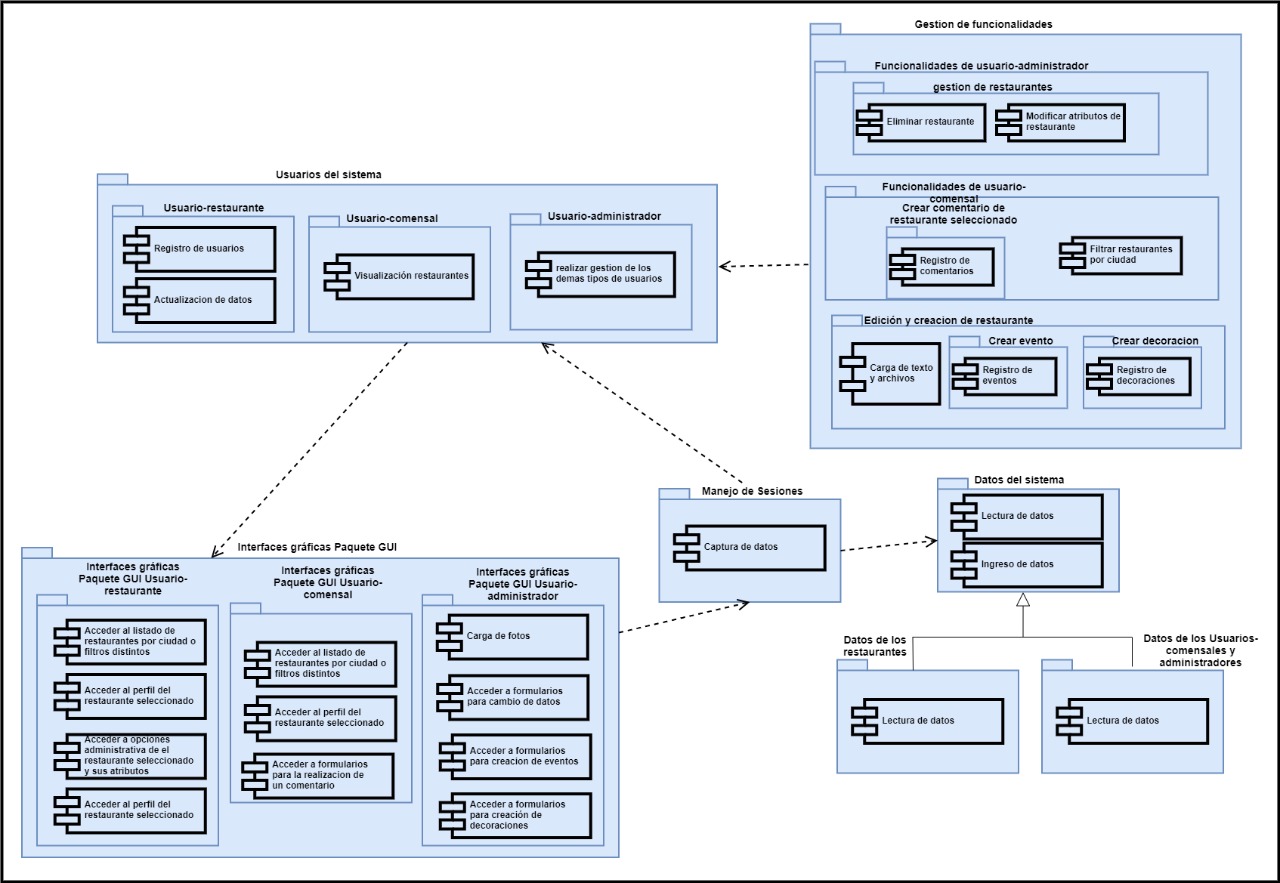 Gestion de funcionalidades
Funcionalidades de usuario-administrador
gestion de restaurantes
Eliminar restaurante
Modificar atributos de
restaurante
Funcionalidades de usuario-
comensal
Crear comentario de
restaurante seleccionado
Registro de
comentarios
Filtrar restaurantes
por ciudad
Edición y creacion de restaurante
Carga de texto
y archivos
Crear evento
Registro de
eventos
Crear decoracion
Registro de
decoraciones
Usuarios del sistema
Usuario-restaurante
Registro de usuarios
Actualizacion de datos
Usuario-comensal
Visualización restaurantes
Usuario-administrador
realizar gestion de los
demas tipos de usuarios
Manejo de Sesiones
Captura de datos
Datos del sistema
Lectura de datos
Ingreso de datos
Datos de los
restaurantes
Lectura de datos
Datos de los Usuarios-
comensales y
administradores
Lectura de datos
Interfaces gráficas Paquete GUI
Interfaces gráficas
Paquete GUI Usuario-
restaurante
Acceder al listado de
restaurantes por ciudad o
filtros distintos
Acceder al perfil del
restaurante seleccionado
Acceder a opciones
administrativa de el
restaurante seleccionado
y sus atributos
Acceder al perfil del
restaurante seleccionado
Interfaces gráficas
Paquete GUI Usuario-
comensal
Acceder al listado de
restaurantes por ciudad o
filtros distintos
Acceder al perfil del
restaurante seleccionado
Acceder a formularios
para la realizacion de
un comentario
Interfaces gráficas
Paquete GUI Usuario-
administrador
Carga de fotos
Acceder a formularios
para cambio de datos
Acceder a formularios
para creacion de eventos
Acceder a formularios
para creación de
decoraciones